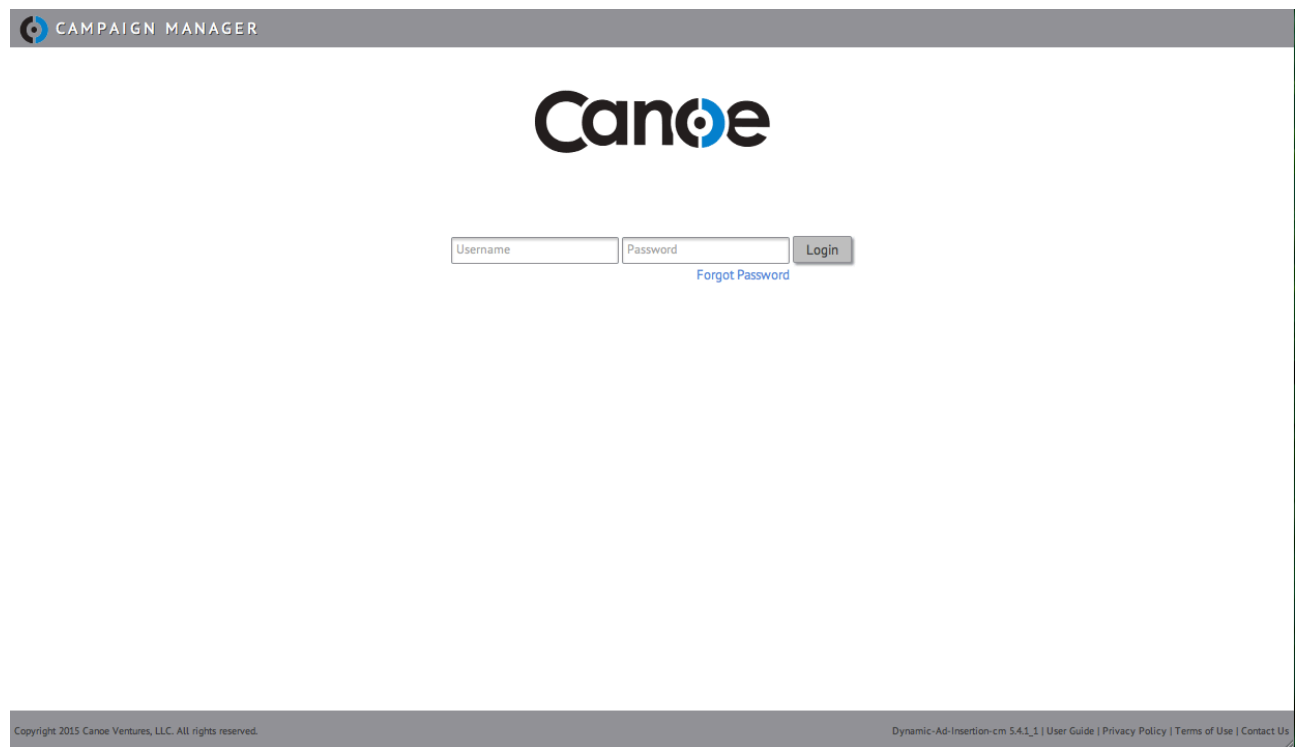 CAMPAIGN MANAGER
Canoe
Username Password Login
Forgot Password
Copyright 2015 Canoe Ventures, LLC. All rights reserved. Dynamic-Ad-Insertion-cm 5.4.1_1 | User Guide | Privacy Policy | Terms of Use | Contact Us